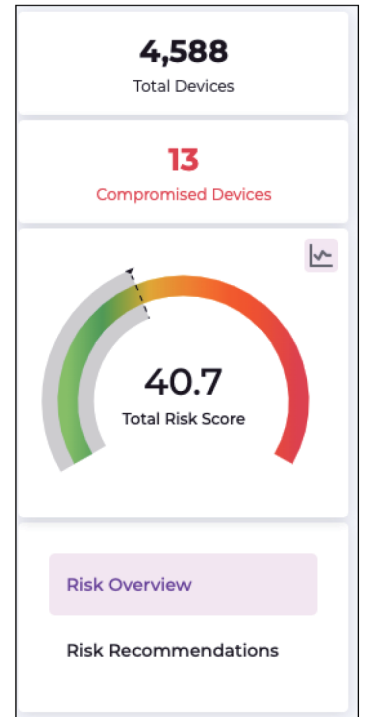 4,588
Total Devices
13
Compromised Devices
40.7
Total Risk Score
Risk Overview
Risk Recommendations